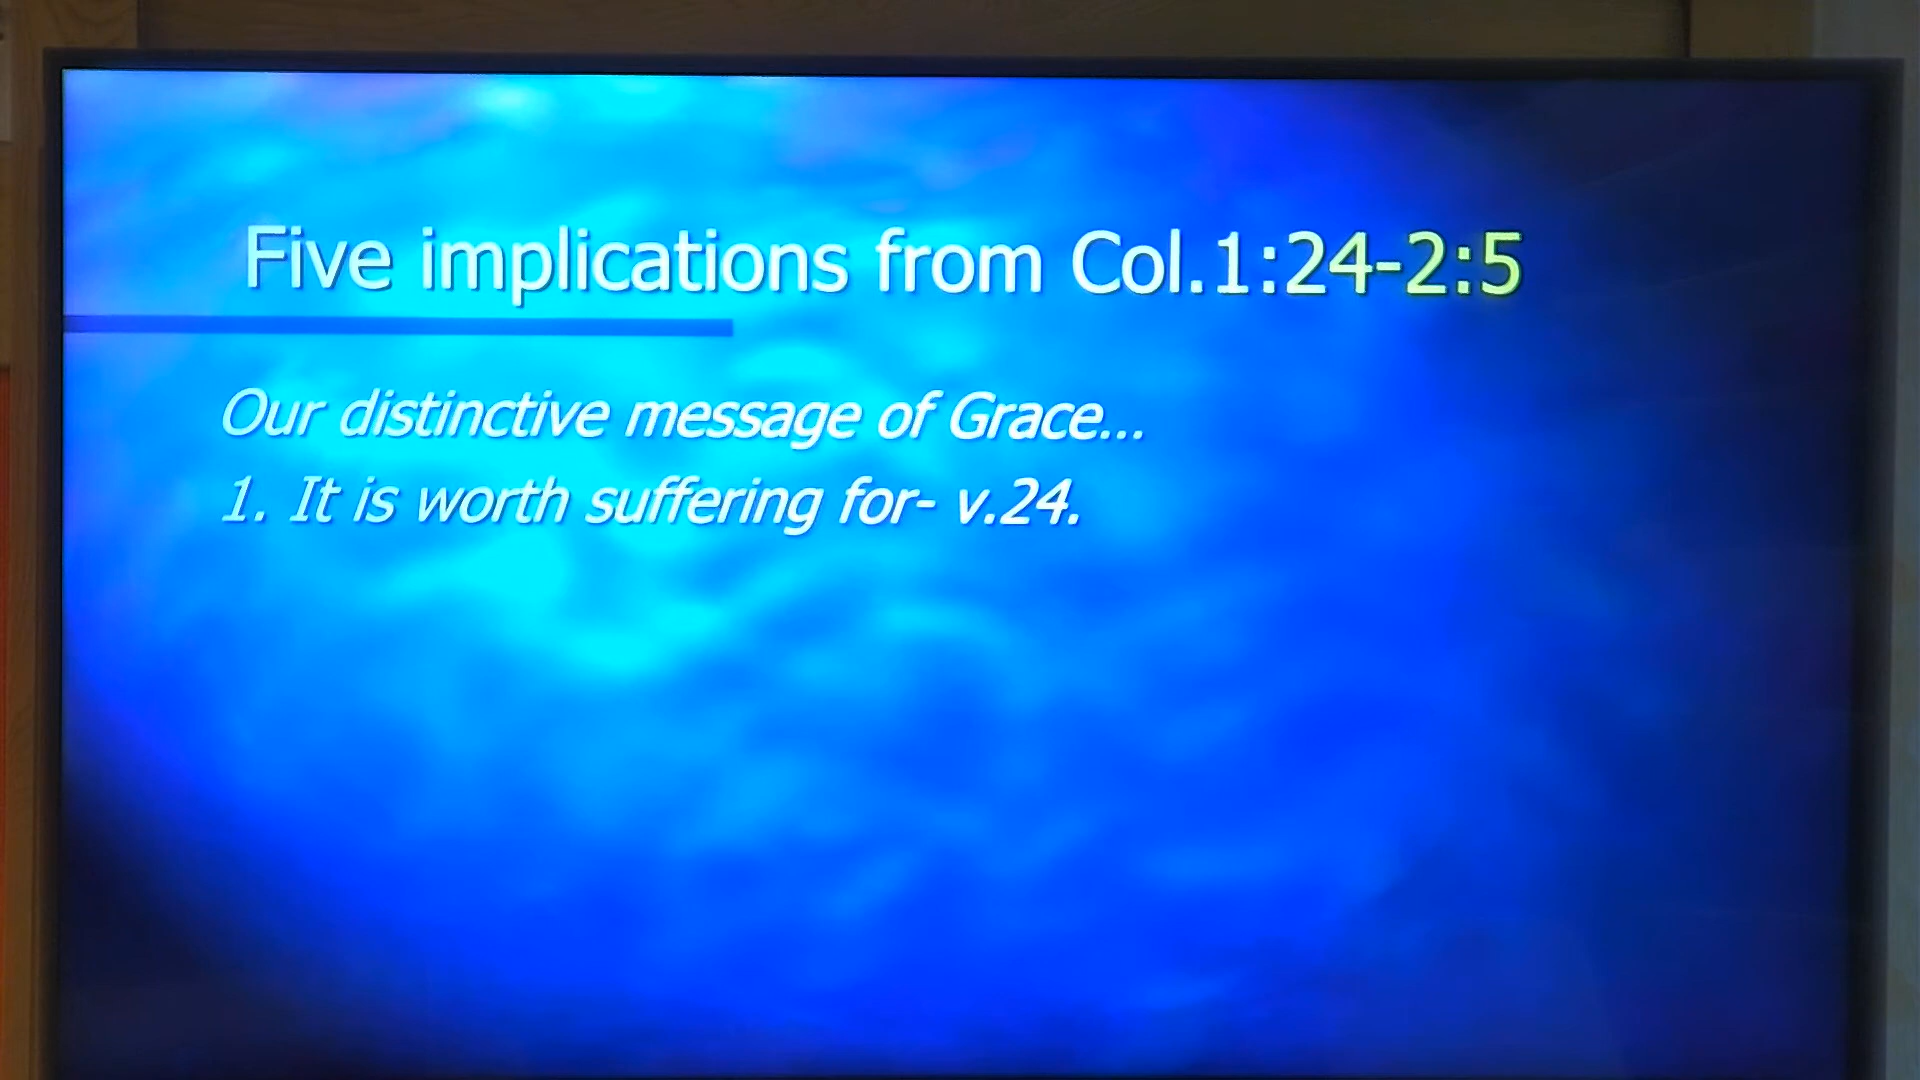 Five implications from Col.1:24-2:5
Our distinctive message of Grace...
1. It is worth suffering for- v.24.